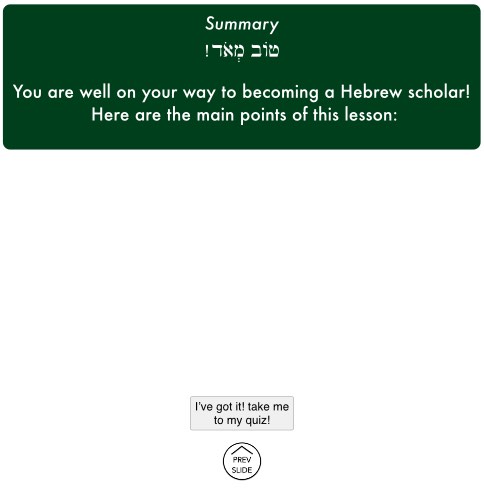 Summary
טוֹב מְאֹד!
You are well on your way to becoming a Hebrew scholar!
Here are the main points of this lesson:
I've got it! take me
to my quiz!
PREV
SLIDE